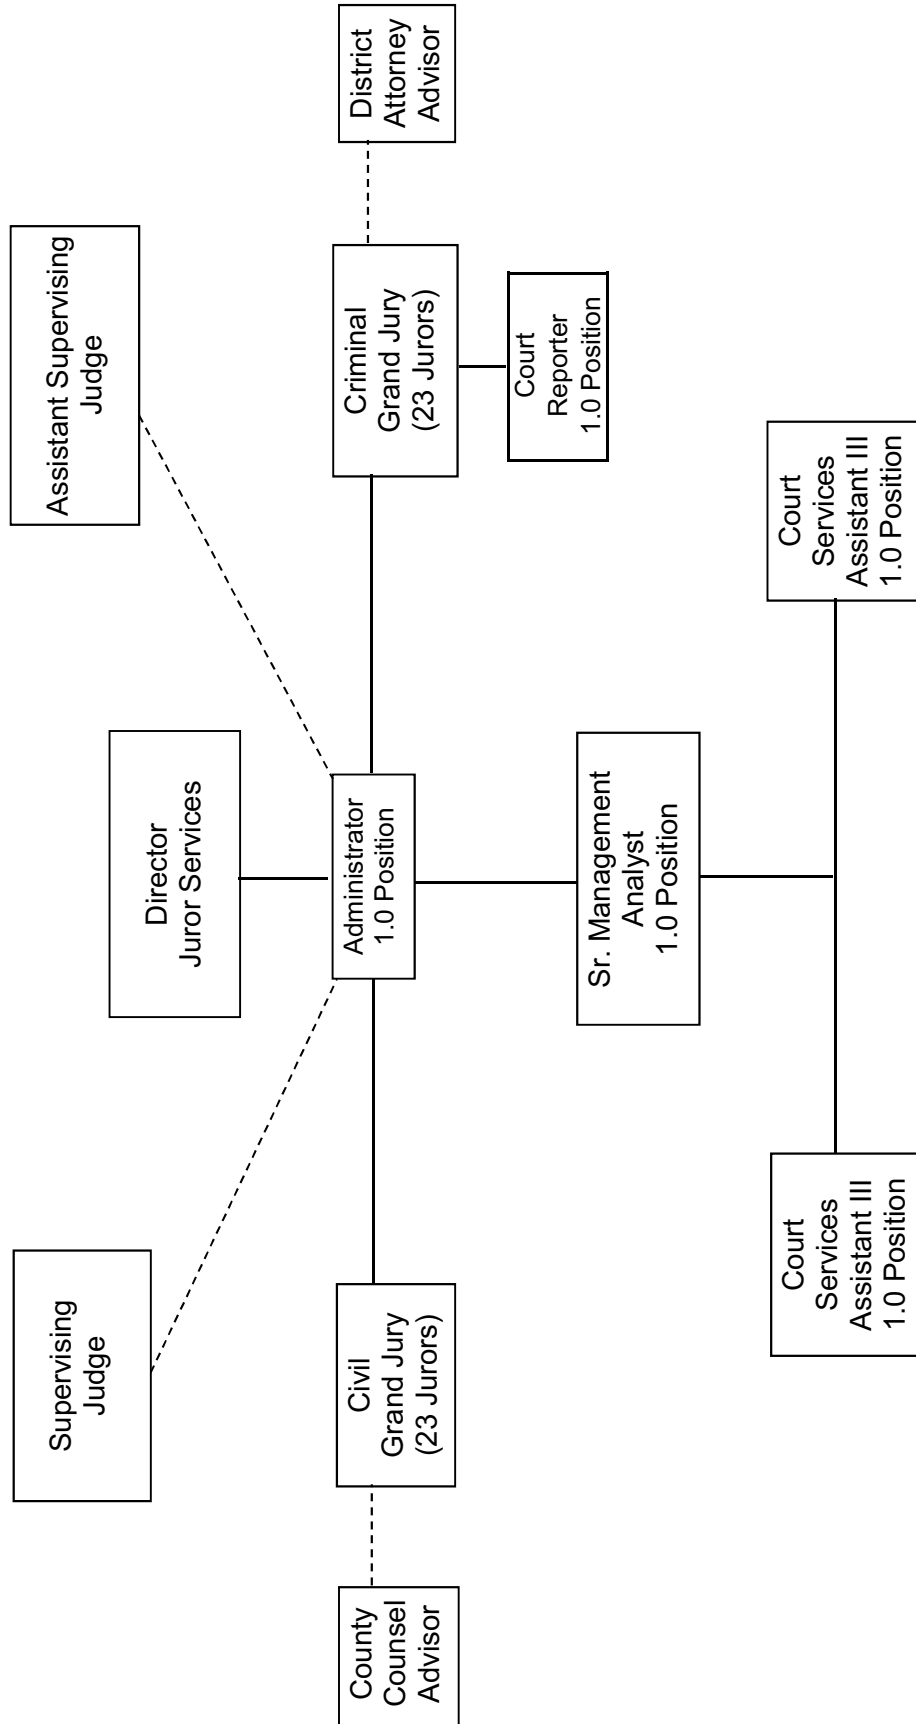 Supervising
Judge
Assistant Supervising
Judge
Director
Juror Services
County
Counsel
Advisor
Civil
Grand Jury
(23 Jurors)
Administrator
1.0 Position
Criminal
Grand Jury
(23 Jurors)
District
Attorney
Advisor
Court
Reporter
1.0 Position
Sr. Management
Analyst
1.0 Position
Court
Services
Assistant III
1.0 Position
Court
Services
Assistant III
1.0 Position